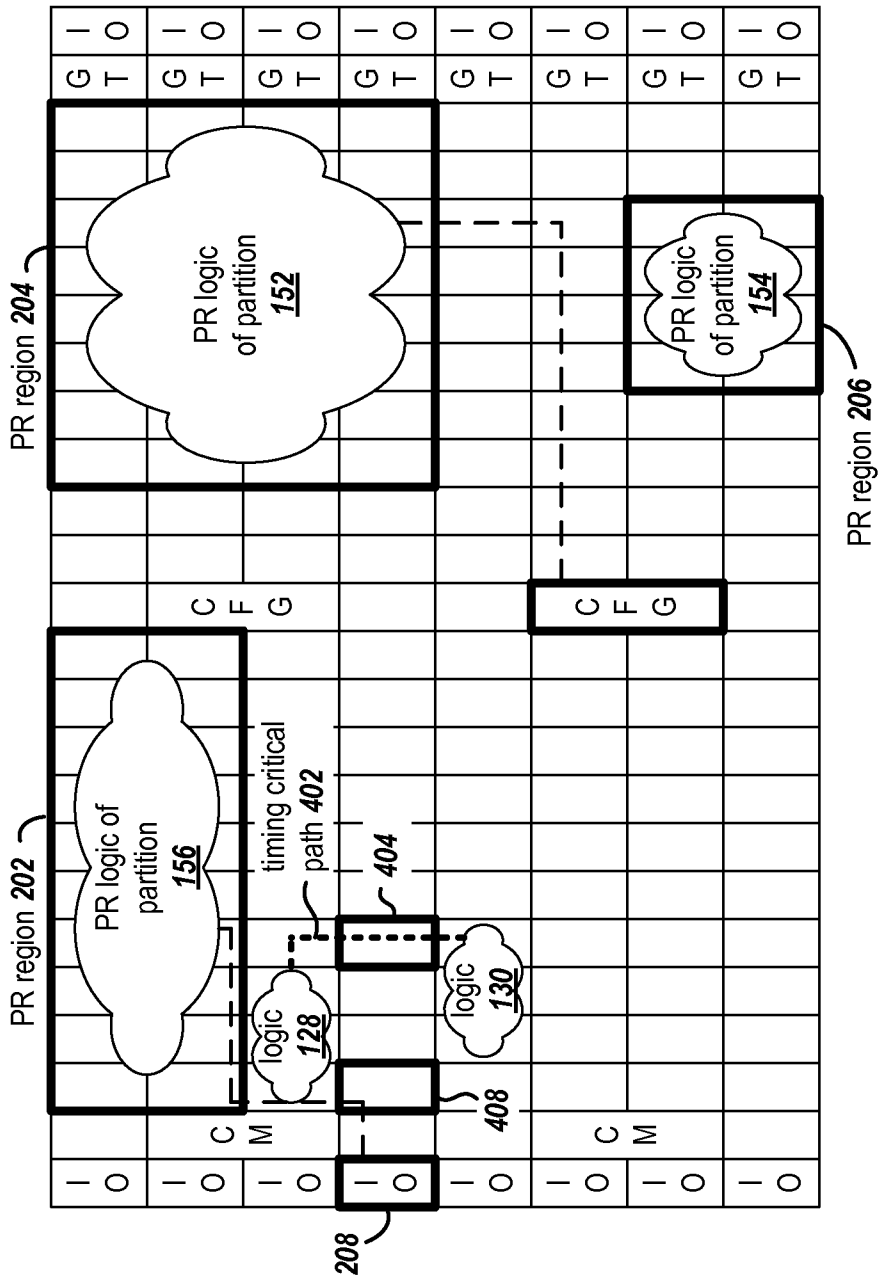 PR region 202
PR region 204
I
O
I
O
I
O
I
O
I
O
I
O
I
O
I
O
208
C
M
C
M
PR logic of
partition
156
logic
128
timing critical
path 402
404
408
logic
130
C
F
G
C
F
G
PR logic
of partition
152
PR logic
of partition
154
G
T
G
T
G
T
G
T
G
T
G
T
G
T
G
T
I
O
I
O
I
O
I
O
I
O
I
O
I
O
I
O
PR region 206